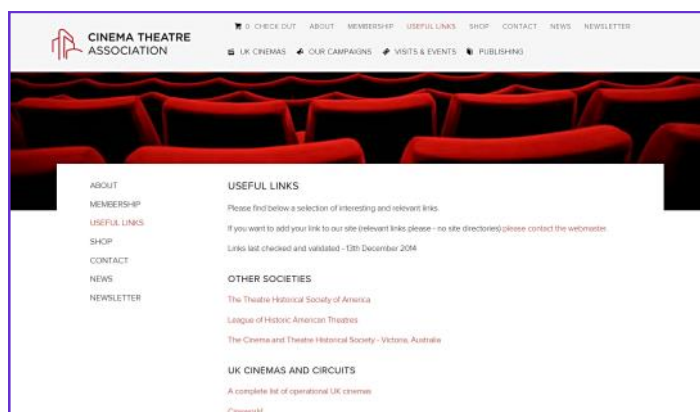 CINEMA THEATRE
ASSOCIATION
0 CHECK OUT ABOUT MEMBERSHIP USEFUL LINKS SHOP CONTACT NEWS NEWSLETTER
UK CINEMAS OUR CAMPAIGNS VISITS & EVENTS PUBLISHING
ABOUT
MEMBERSHIP
USEFUL LINKS
SHOP
CONTACT
NEWS
NEWSLETTER
USEFUL LINKS
Please find below a selection of interesting and relevant links.
If you want to add your link to our site (relevant links please - no site directories) please contact the webmaster
Links last checked and validated - 13th December 2014
OTHER SOCIETIES
The Theatre Historical Society of America
League of Historic American Theatres
The Cinema and Theatre Historical Society - Victoria, Australia
UK CINEMAS AND CIRCUITS
A complete list of operational UK cinemas